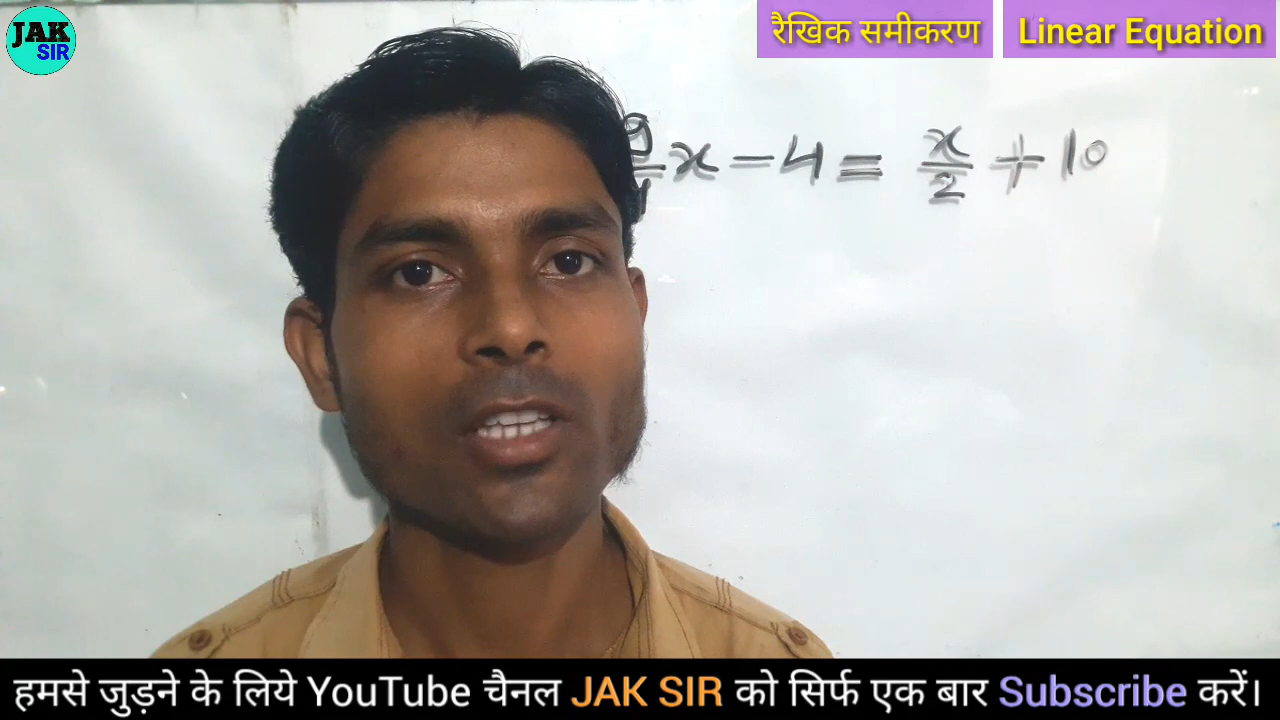 JAK
SIR
रैखिक समीकरण
Linear Equation
x - 4 = x/2 + 10
हमसे जुड़ने के लिये YouTube चैनल JAK SIR को सिर्फ एक बार Subscribe करें।